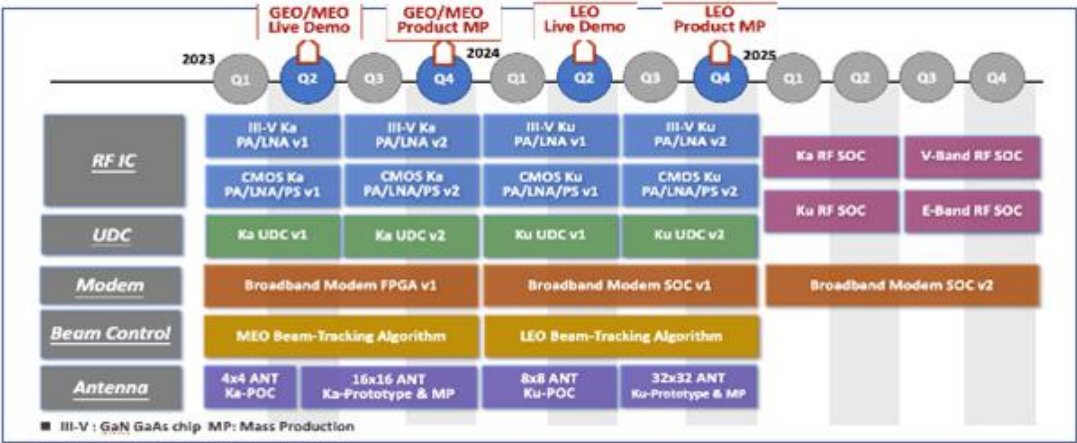 GEO/MEO
Live Demo
GEO/MEO
Product MP
LEO
Live Demo
LEO
Product MP
2023
Q1
Q2
Q3
Q4
2024
Q1
Q2
Q3
Q4
2025
Q1
Q2
Q3
Q4
RF IC
III-V Ka
PA/LNA v1
III-V Ka
PA/LNA v2
III-V Ku
PA/LNA v1
III-V Ku
PA/LNA v2
CMOS Ka
PA/LNA/PS v1
CMOS Ka
PA/LNA/PS v2
CMOS Ku
PA/LNA/PS v1
CMOS Ku
PA/LNA/PS v2
Ka RF SOC
V-Band RF SOC
Ku RF SOC
E-Band RF SOC
UDC
Ka UDC v1
Ka UDC v2
Ku UDC v1
Ku UDC v2
Modem
Broadband Modem FPGA v1
Broadband Modem SOC v1
Broadband Modem SOC v2
Beam Control
MEO Beam-Tracking Algorithm
LEO Beam-Tracking Algorithm
Antenna
4x4 ANT
Ka-POC
16x16 ANT
Ka-Prototype & MP
8x8 ANT
Ku-POC
32x32 ANT
Ku-Prototype & MP
■ III-V : GaN GaAs chip MP: Mass Production